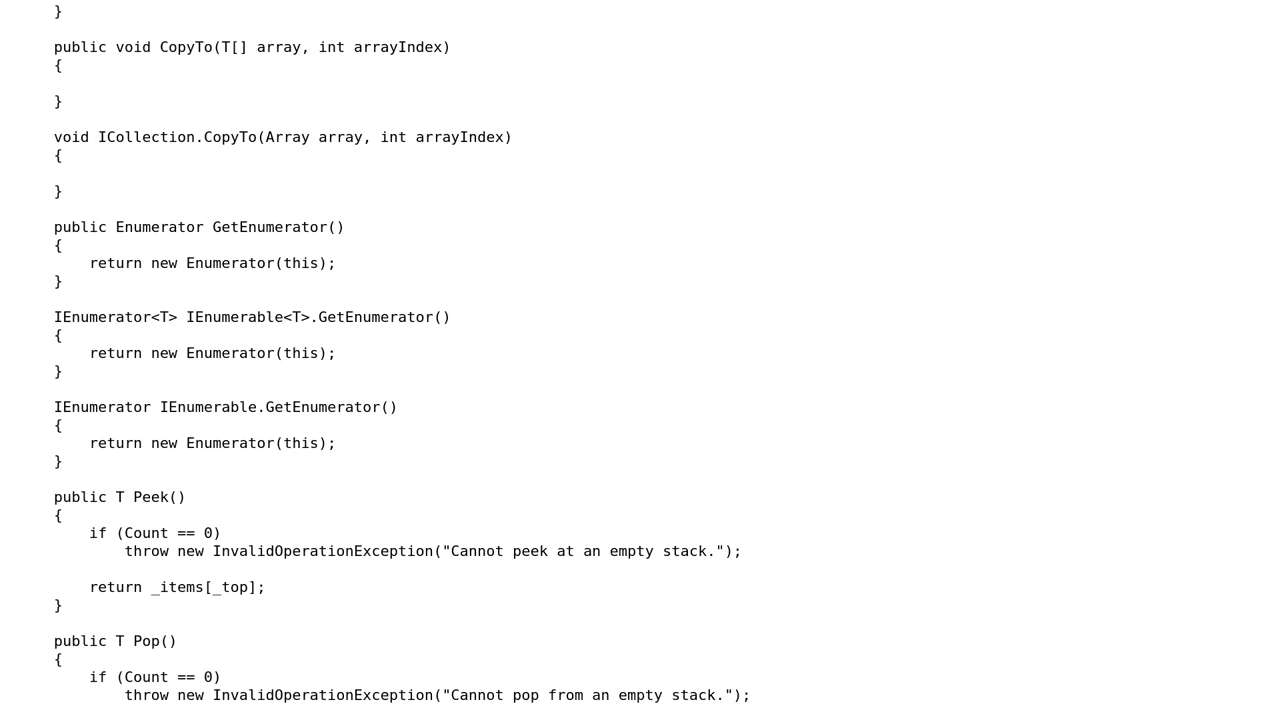 }

public void CopyTo(T[] array, int arrayIndex)
{

}

void ICollection.CopyTo(Array array, int arrayIndex)
{

}

public Enumerator GetEnumerator()
{
    return new Enumerator(this);
}

IEnumerator<T> IEnumerable<T>.GetEnumerator()
{
    return new Enumerator(this);
}

IEnumerator IEnumerable.GetEnumerator()
{
    return new Enumerator(this);
}

public T Peek()
{
    if (Count == 0)
        throw new InvalidOperationException("Cannot peek at an empty stack.");

    return _items[_top];
}

public T Pop()
{
    if (Count == 0)
        throw new InvalidOperationException("Cannot pop from an empty stack.");